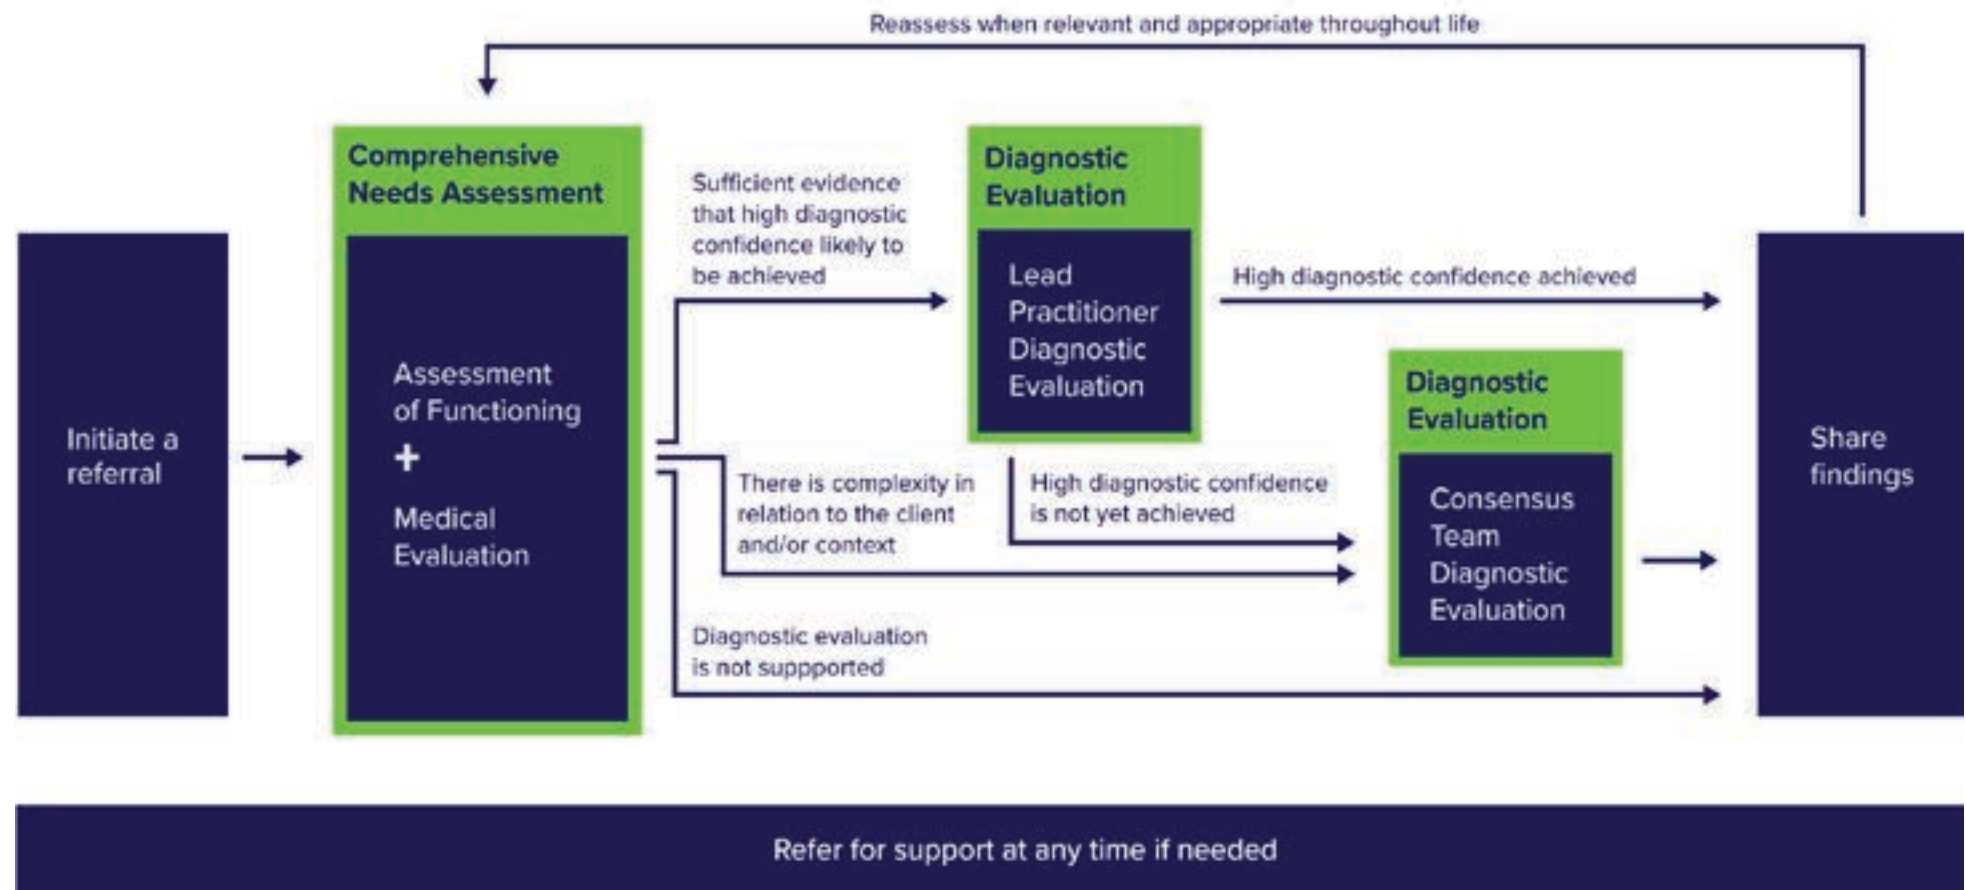 Reassess when relevant and appropriate throughout life
Initiate a
referral
Comprehensive
Needs Assessment
Assessment
of Functioning
+
Medical
Evaluation
Sufficient evidence
that high diagnostic
confidence likely to
be achieved
There is complexity in
relation to the client
and/or context
Diagnostic evaluation
is not suppported
Diagnostic
Evaluation
Lead
Practitioner
Diagnostic
Evaluation
High diagnostic confidence achieved
High diagnostic confidence
is not yet achieved
Diagnostic
Evaluation
Consensus
Team
Diagnostic
Evaluation
Share
findings
Refer for support at any time if needed